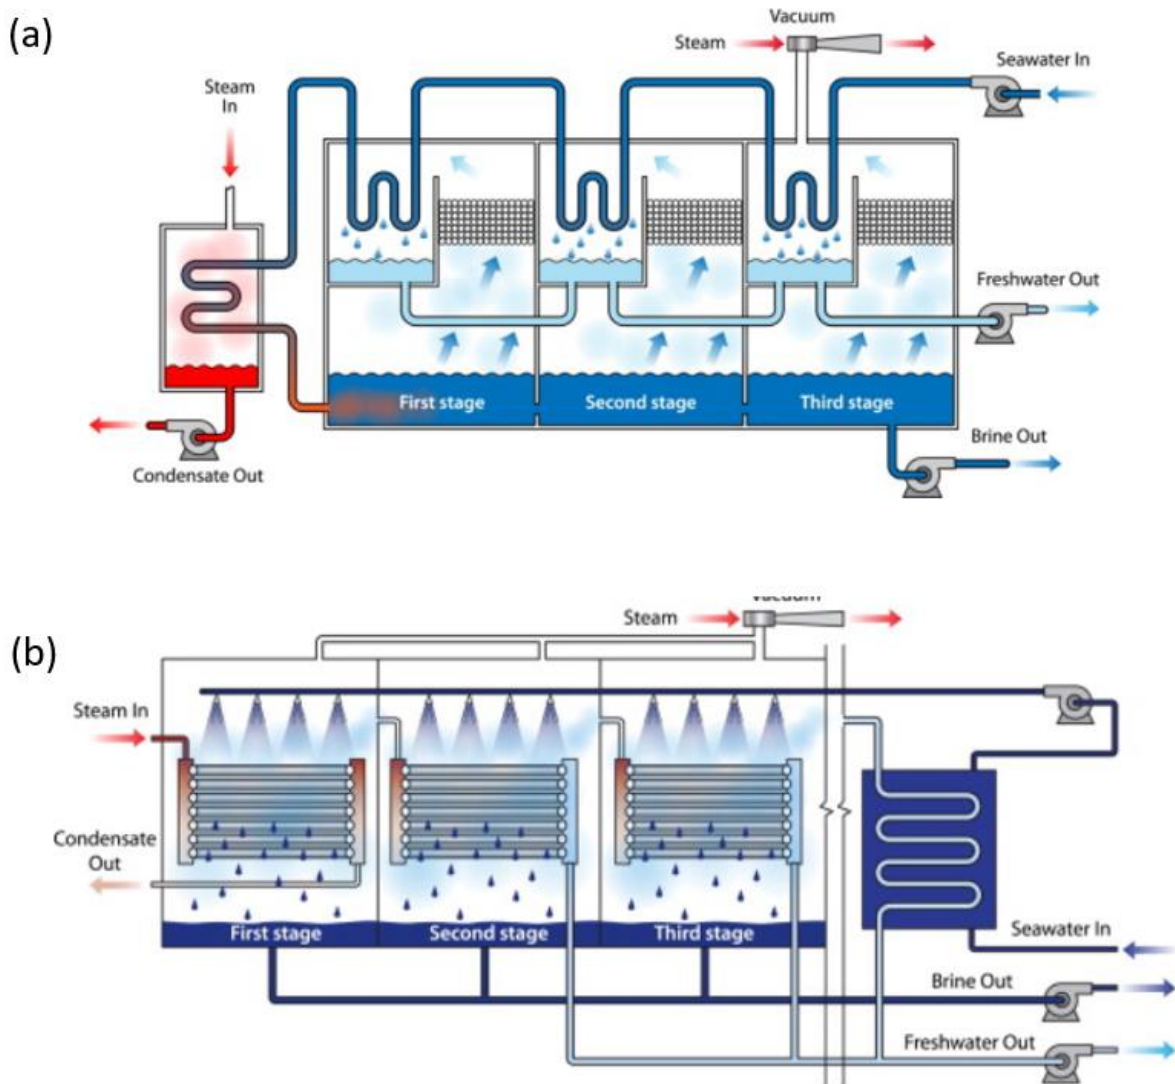 (a)
Vacuum
Steam
Seawater In
Steam
In
Freshwater Out
First stage
Second stage
Third stage
Brine Out
Condensate Out
Vacuum
Steam
(b)
Steam In
Condensate
Out
First stage
Second stage
Third stage
Seawater In
Brine Out
Freshwater Out